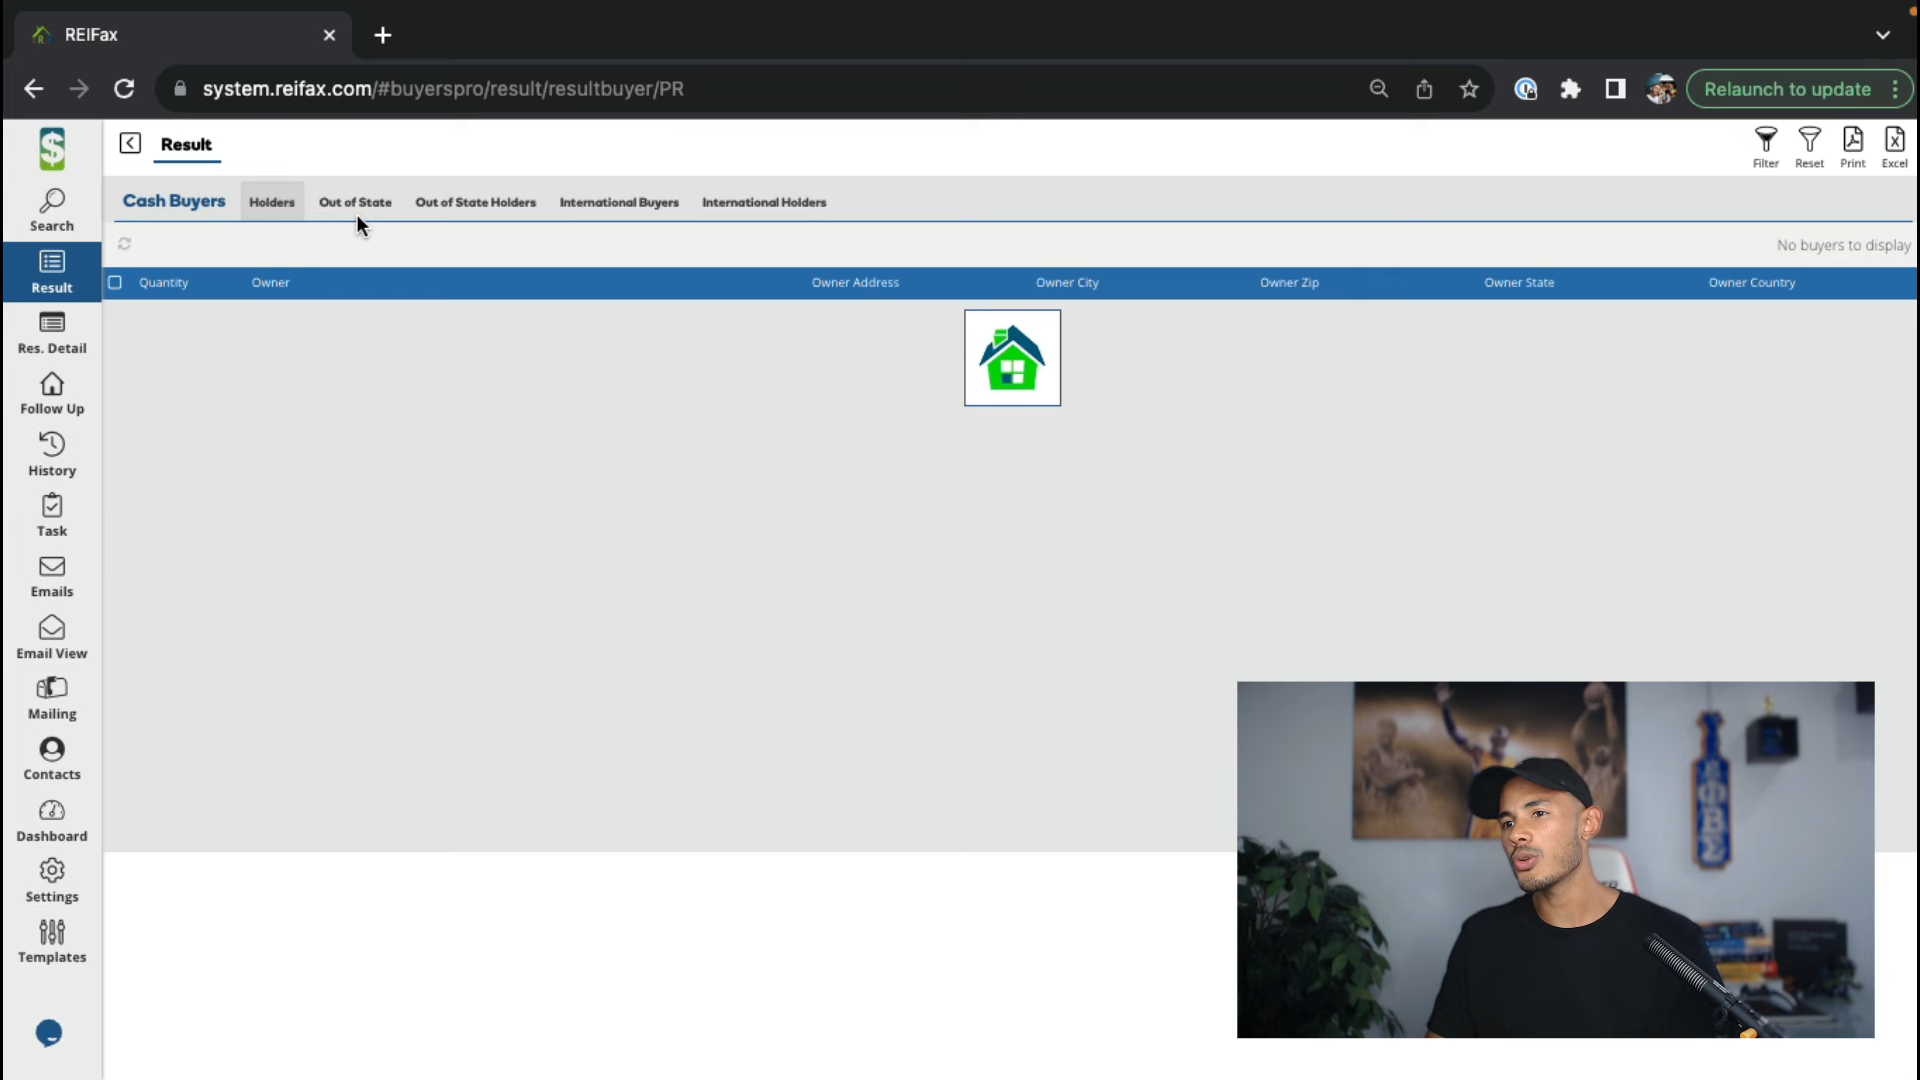 REIFax
system.reifax.com/#buyerspro/result/resultbuyer/PR
Relaunch to update
Result
Filter
Reset
Print
Excel
Search
Result
Res. Detail
Follow Up
History
Task
Emails
Email View
Mailing
Contacts
Dashboard
Settings
Templates
Cash Buyers
Holders
Out of State
Out of State Holders
International Buyers
International Holders
No buyers to display
Quantity
Owner
Owner Address
Owner City
Owner Zip
Owner State
Owner Country
ΦΒΣ